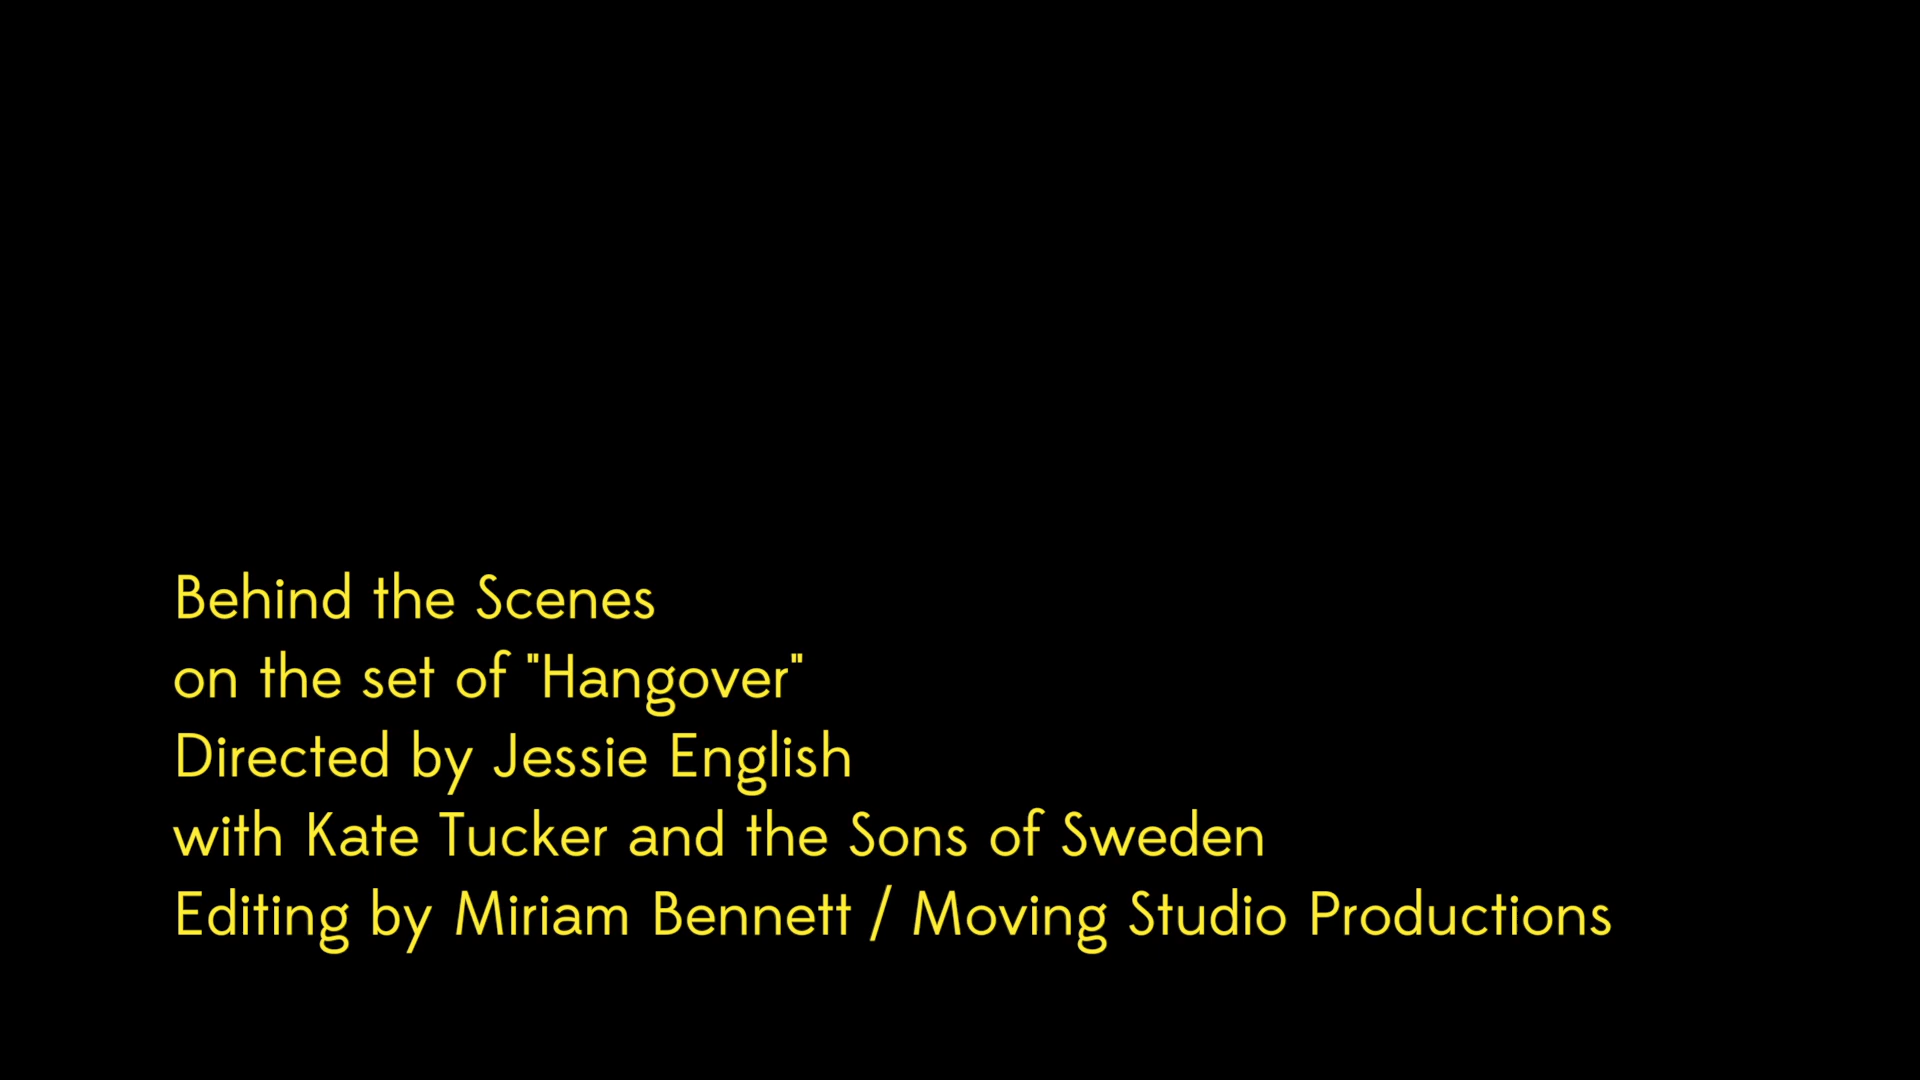 Behind the Scenes
on the set of "Hangover"
Directed by Jessie English
with Kate Tucker and the Sons of Sweden
Editing by Miriam Bennett / Moving Studio Productions